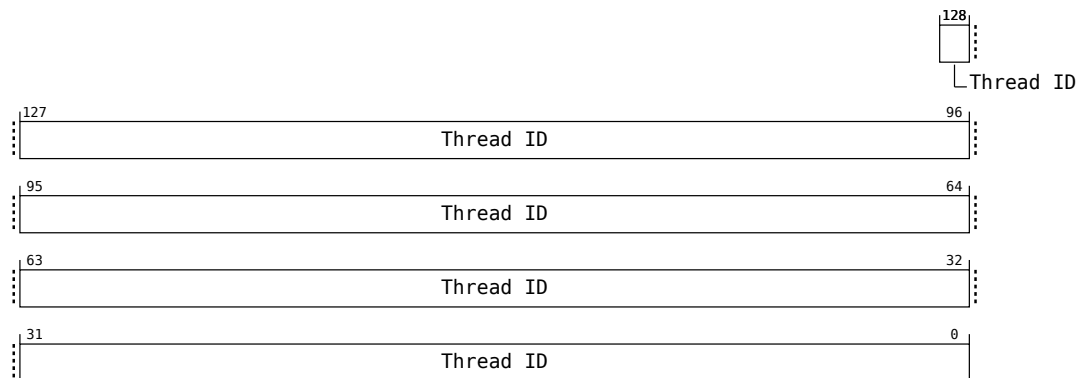 128
Thread ID
127 96
Thread ID
95 64
Thread ID
63 32
Thread ID
31 0
Thread ID